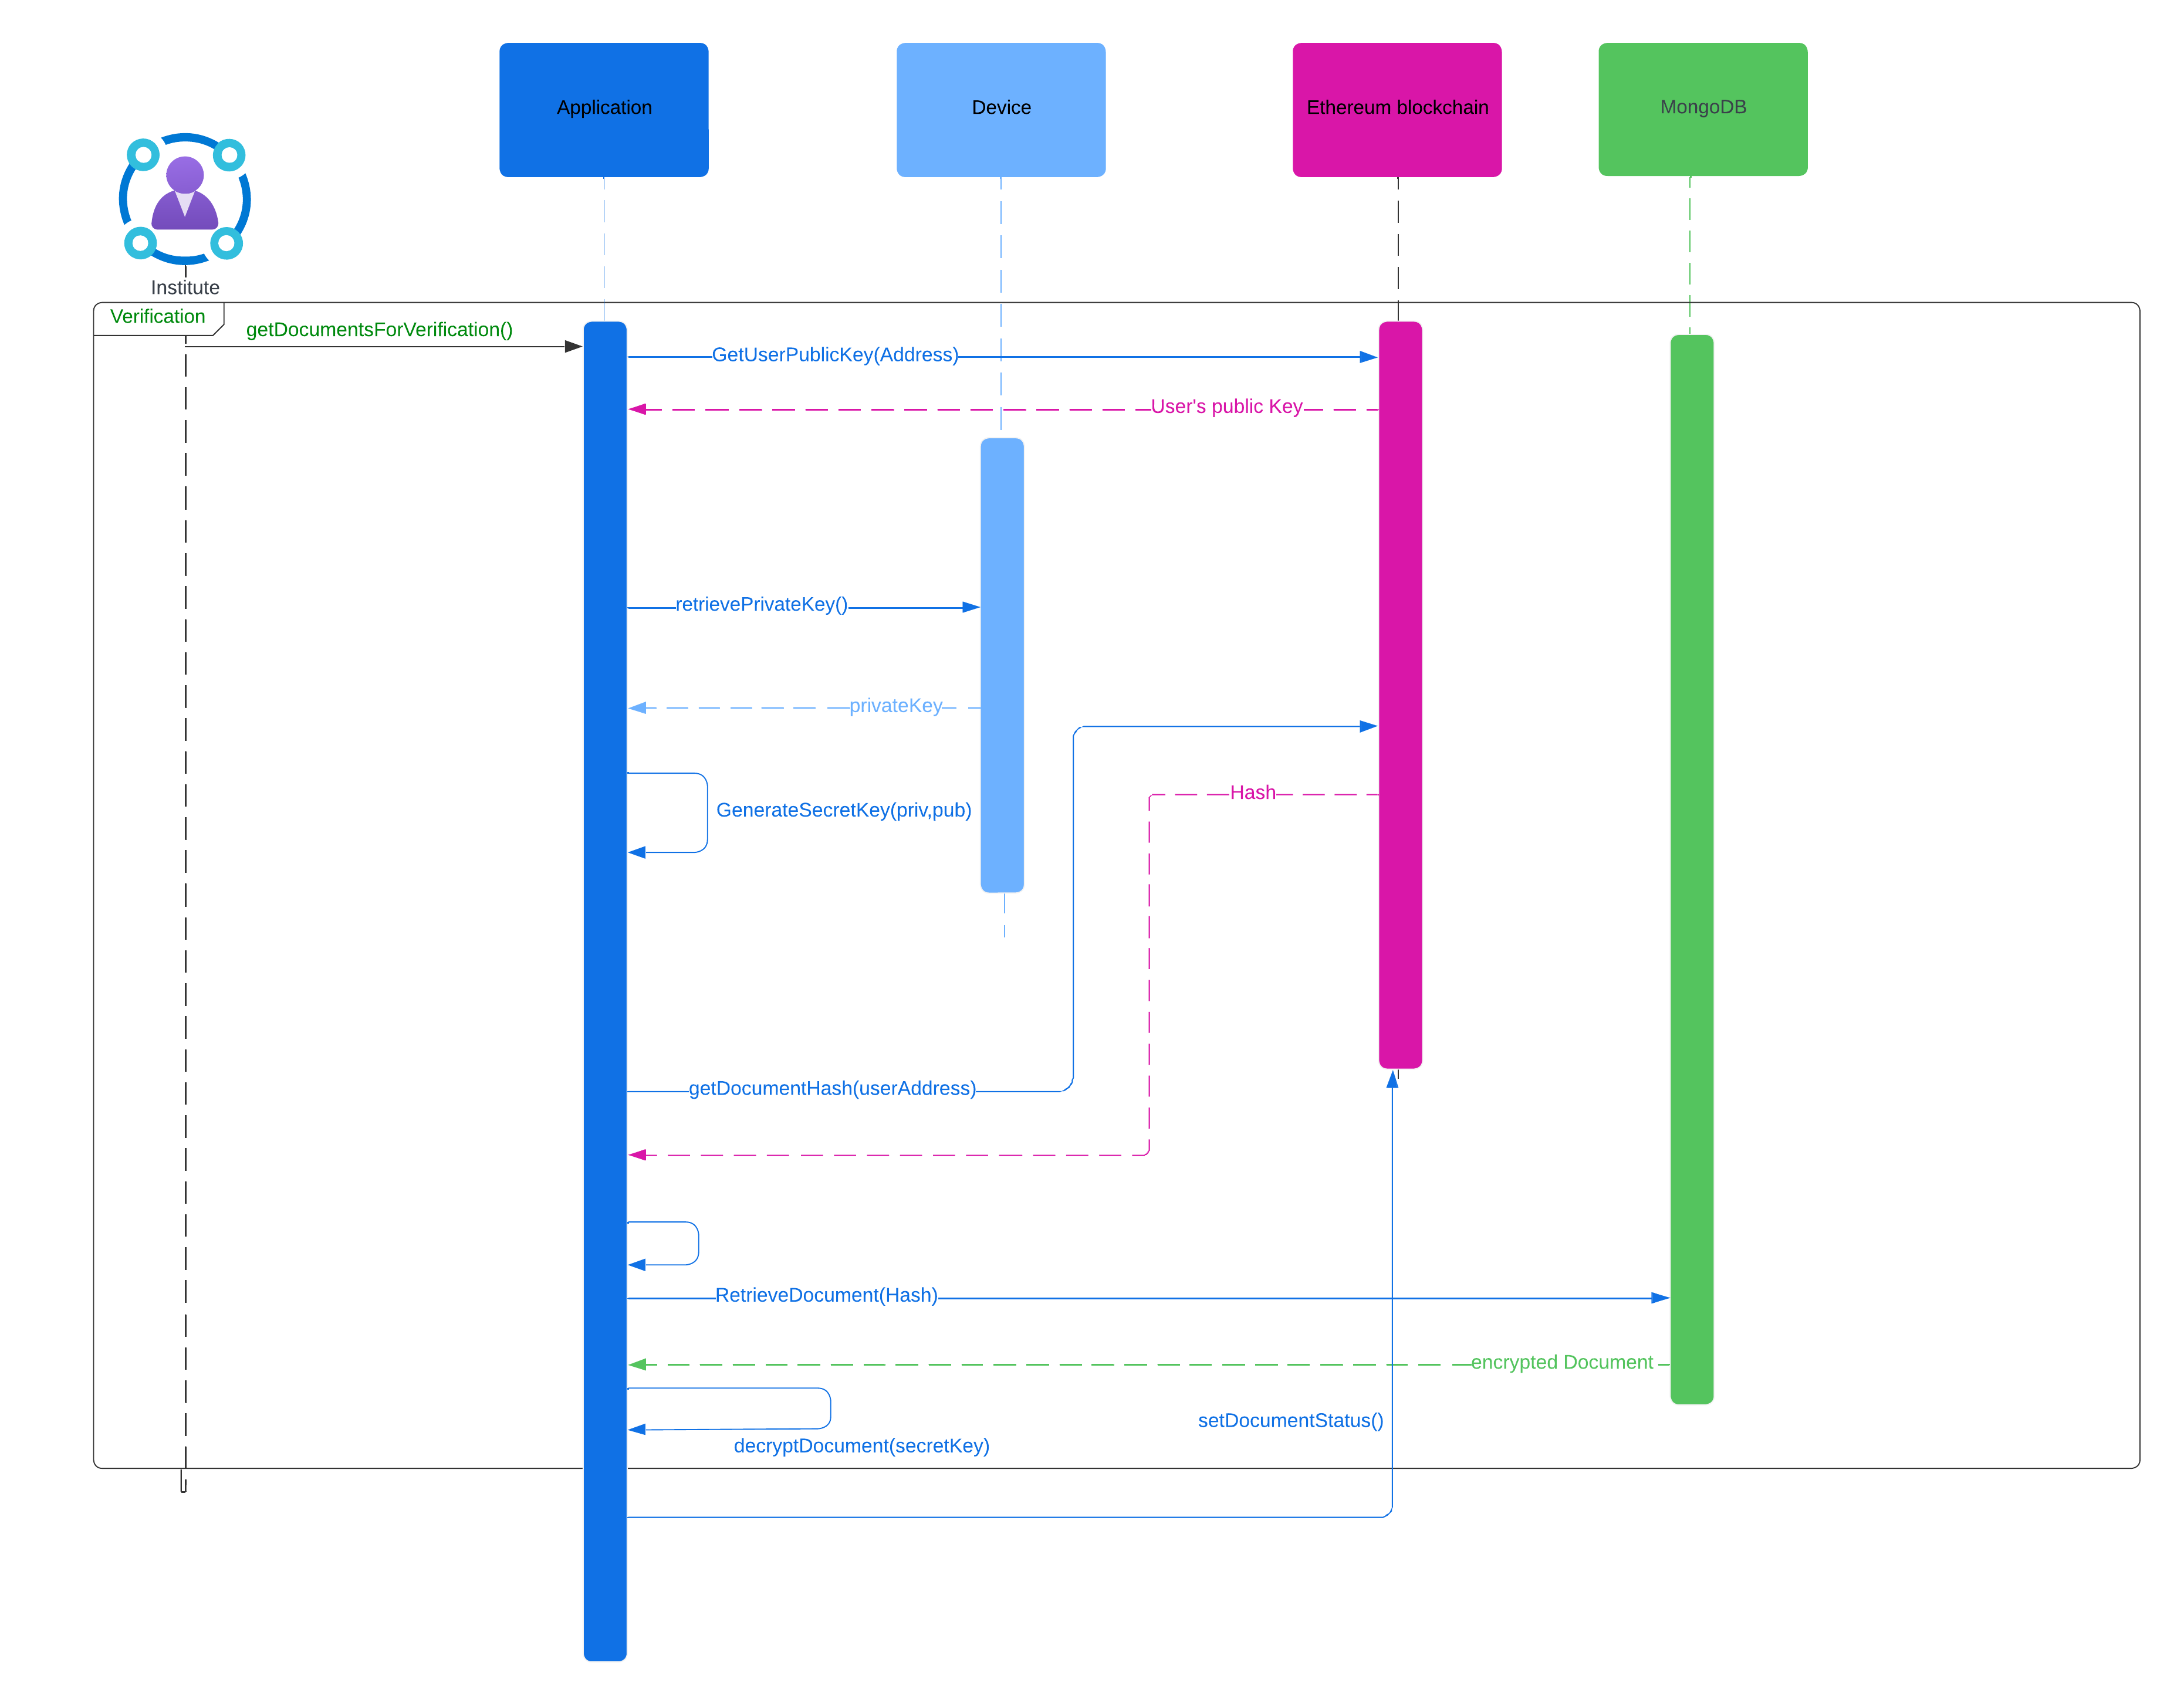 Application
Device
Ethereum blockchain
MongoDB
Institute
Verification
getDocumentsForVerification()
GetUserPublicKey(Address)
User's public Key
retrievePrivateKey()
privateKey
Hash
GenerateSecretKey(priv,pub)
getDocumentHash(userAddress)
RetrieveDocument(Hash)
encrypted Document
setDocumentStatus()
decryptDocument(secretKey)